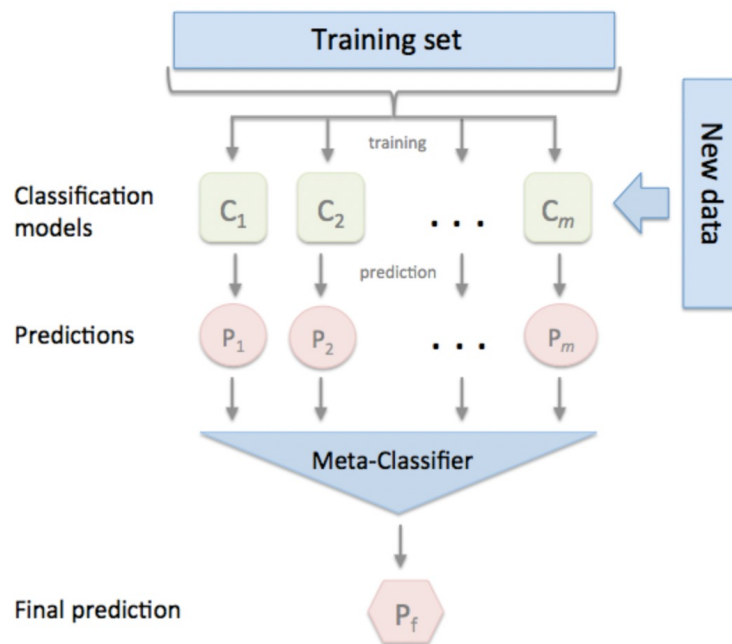 Training set
training
New data
Classification
models
C1 C2 . . . Cm
prediction
Predictions
P1 P2 . . . Pm
Meta-Classifier
Final prediction
Pf